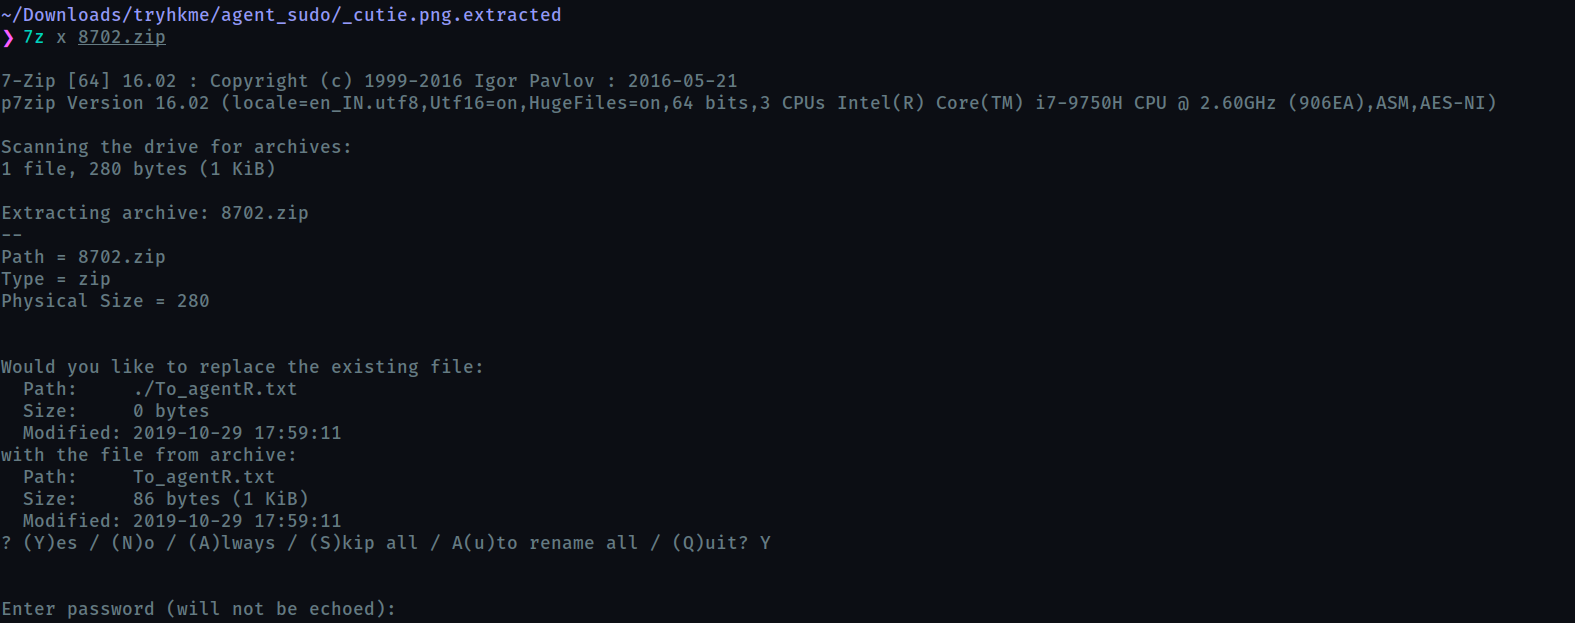 ~/Downloads/tryhkme/agent_sudo/_cutie.png.extracted
❯ 7z x 8702.zip
7-Zip [64] 16.02 : Copyright (c) 1999-2016 Igor Pavlov : 2016-05-21
p7zip Version 16.02 (locale=en_IN.utf8,Utf16=on,HugeFiles=on,64 bits,3 CPUs Intel(R) Core(TM) i7-9750H CPU @ 2.60GHz (906EA),ASM,AES-NI)
Scanning the drive for archives:
1 file, 280 bytes (1 KiB)
Extracting archive: 8702.zip
--
Path = 8702.zip
Type = zip
Physical Size = 280
Would you like to replace the existing file:
  Path:     ./To_agentR.txt
  Size:     0 bytes
  Modified: 2019-10-29 17:59:11
with the file from archive:
  Path:     To_agentR.txt
  Size:     86 bytes (1 KiB)
  Modified: 2019-10-29 17:59:11
? (Y)es / (N)o / (A)lways / (S)kip all / A(u)to rename all / (Q)uit? Y
Enter password (will not be echoed):